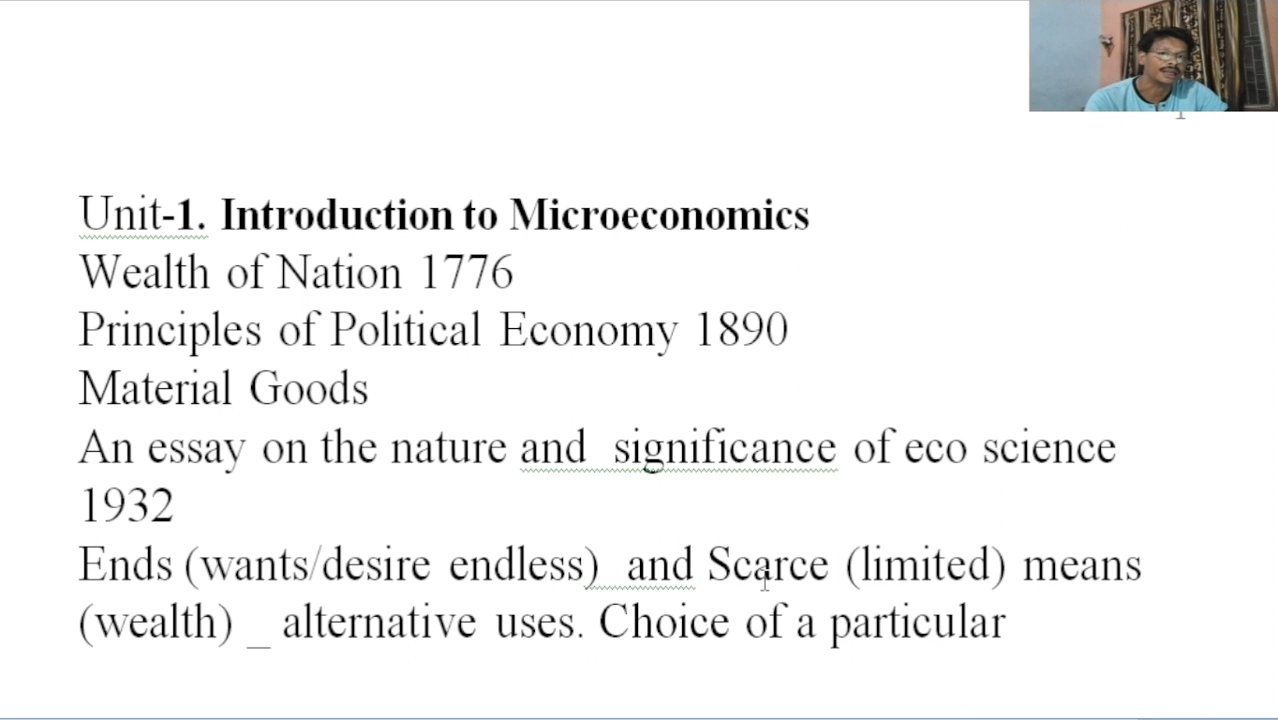 Unit-1. Introduction to Microeconomics
Wealth of Nation 1776
Principles of Political Economy 1890
Material Goods
An essay on the nature and significance of eco science
1932
Ends (wants/desire endless) and Scarce (limited) means
(wealth) _ alternative uses. Choice of a particular